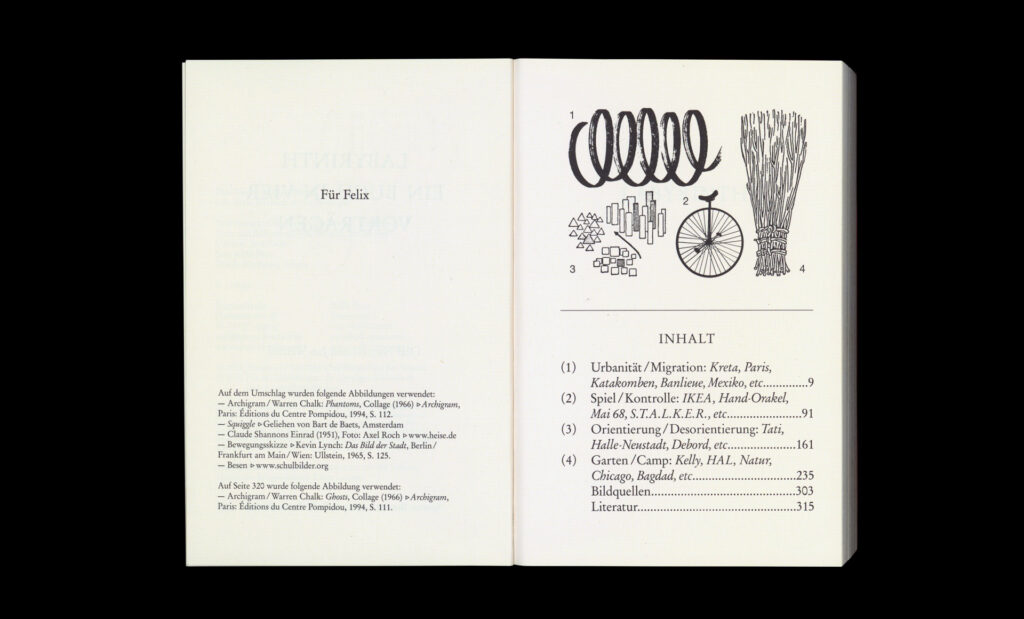 Für Felix
Auf dem Umschlag wurden folgende Abbildungen verwendet:
— Archigram/Warren Chalk: Phantoms, Collage (1966) ▹Archigram,
Paris: Éditions du Centre Pompidou, 1994, S. 112.
— Squiggle ▹Geliehen von Bart de Baets, Amsterdam
— Claude Shannons Einrad (1951), Foto: Axel Roch ▹www.heise.de
— Bewegungsskizze ▹Kevin Lynch: Das Bild der Stadt, Berlin/
Frankfurt am Main/Wien: Ullstein, 1965, S. 125.
— Besen ▹www.schulbilder.org
Auf Seite 320 wurde folgende Abbildung verwendet:
— Archigram/Warren Chalk: Ghosts, Collage (1966) ▹Archigram,
Paris: Éditions du Centre Pompidou, 1994, S. 111.
1
2
3
4
INHALT
(1) Urbanität/Migration: Kreta, Paris,
Katakomben, Banlieue, Mexiko, etc.............9
(2) Spiel/Kontrolle: IKEA, Hand-Orakel,
Mai 68, S.T.A.L.K.E.R., etc....................91
(3) Orientierung/Desorientierung: Tati,
Halle-Neustadt, Debord, etc...................161
(4) Garten/Camp: Kelly, HAL, Natur,
Chicago, Bagdad, etc............................235
Bildquellen..........................................303
Literatur..............................................315